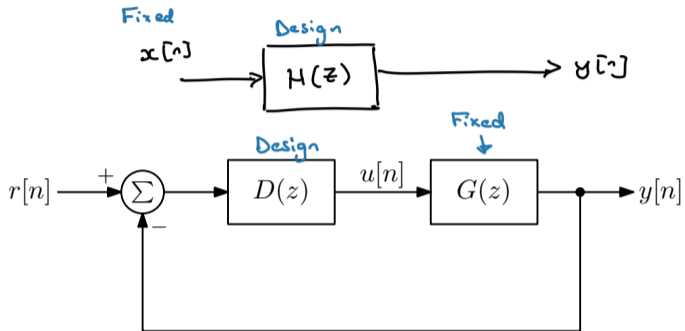 Fixed
Design
x[n]
H(z)
y[n]
Fixed
Design
r[n]
+
Σ
−
D(z)
u[n]
G(z)
y[n]